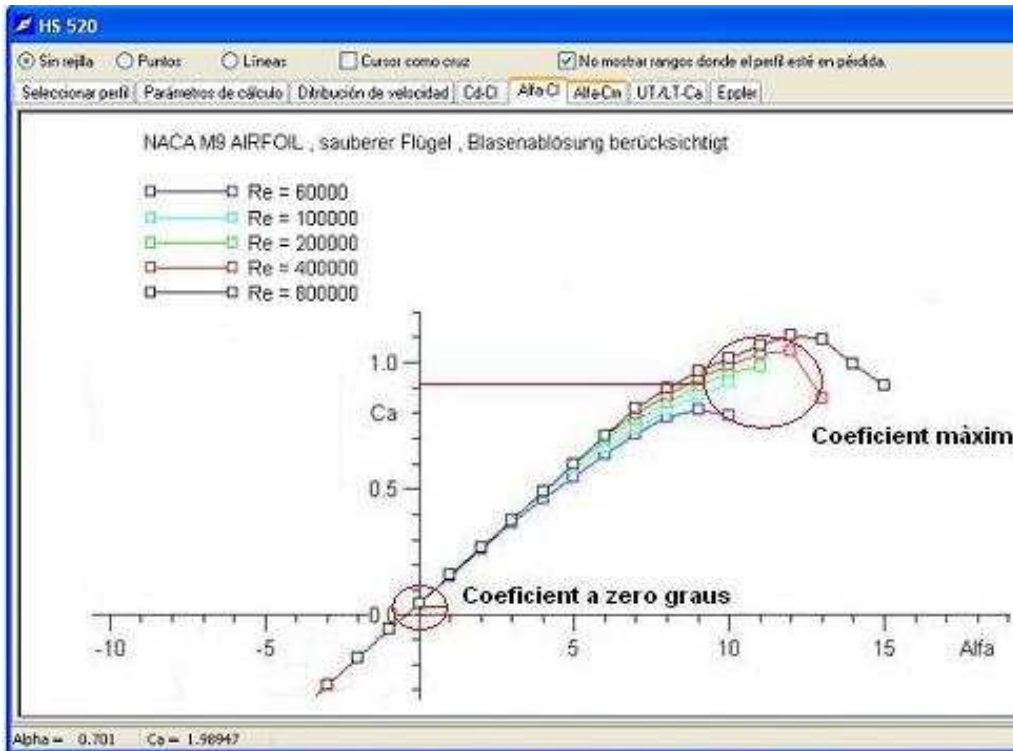 HS 520
Sin rejilla Puntos Líneas Cursor como cruz No mostrar rangos donde el perfil esté en pérdida.
Seleccionar perfil Parámetros de cálculo Ditribución de velocidad Cd-Cl Alfa-Cl Alfa-Cm UT/LT-Ca Eppler
NACA M9 AIRFOIL , sauberer Flügel , Blasenablösung berücksichtigt
Re = 60000
Re = 100000
Re = 200000
Re = 400000
Re = 800000
1.0
Ca
Coeficient màxim
0.5
Coeficient a zero graus
0
-10 -5 5 10 15 Alfa
Alpha = 0.701 Ca = 1.98947